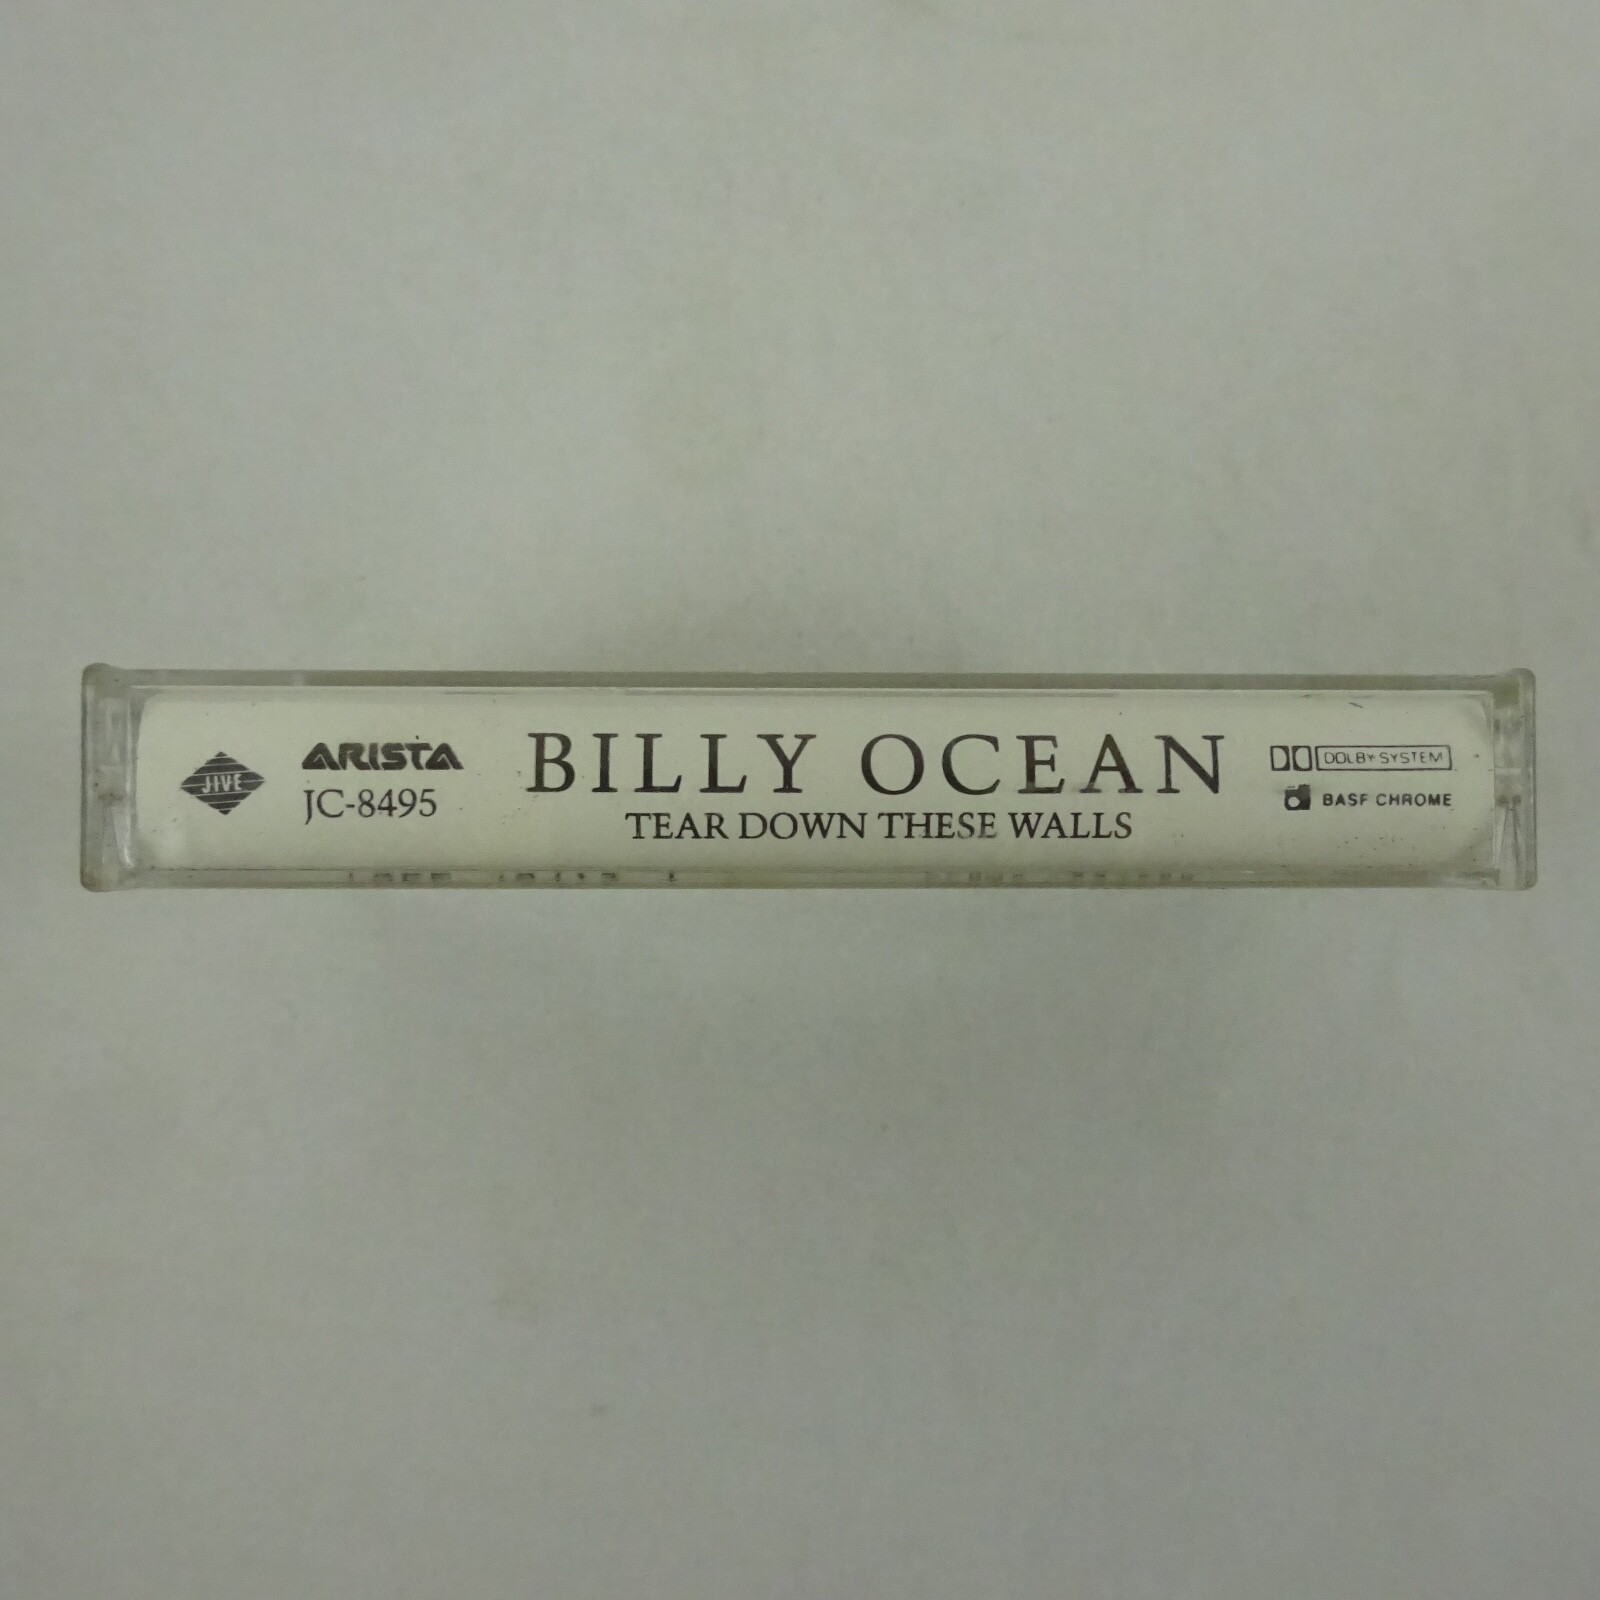 JIVE
ARISTA
JC-8495
BILLY OCEAN
TEAR DOWN THESE WALLS
DOLBY SYSTEM
BASF CHROME